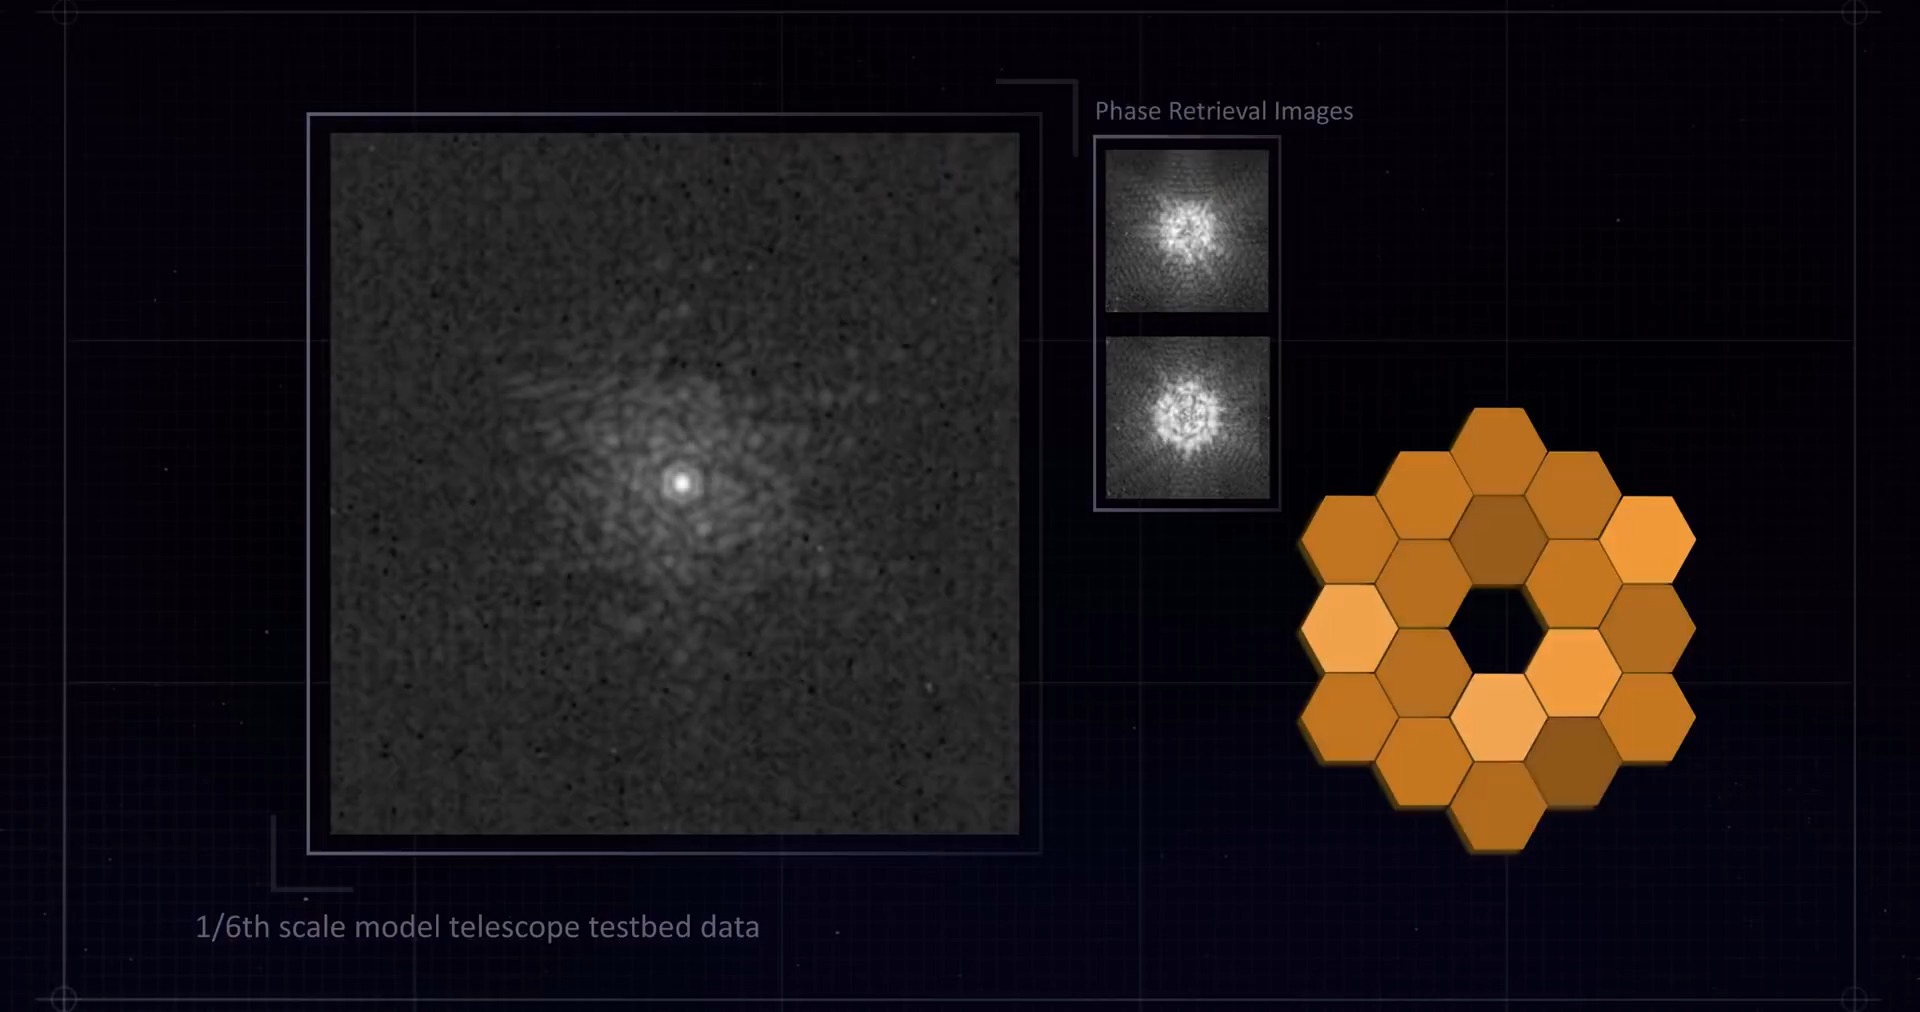 Phase Retrieval Images
1/6th scale model telescope testbed data